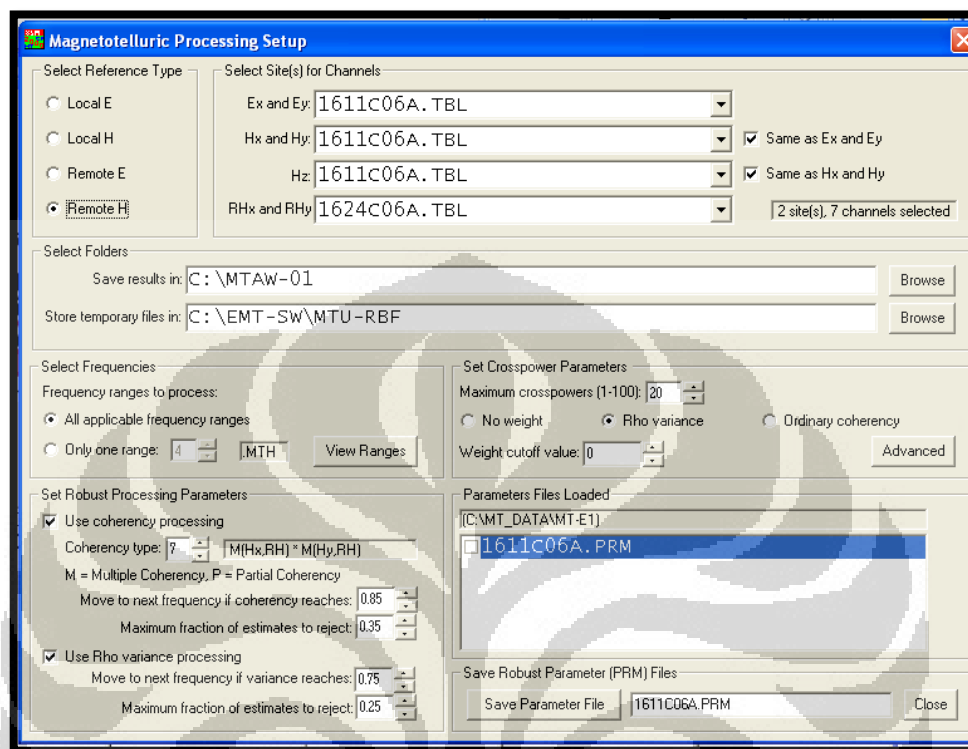 Magnetotelluric Processing Setup
Select Reference Type
Local E
Local H
Remote E
Remote H
Select Site(s) for Channels
Ex and Ey: 1611C06A.TBL
Hx and Hy: 1611C06A.TBL Same as Ex and Ey
Hz: 1611C06A.TBL Same as Hx and Hy
RHx and RHy 1624C06A.TBL 2 site(s), 7 channels selected
Select Folders
Save results in: C:\MTAW-01 Browse
Store temporary files in: C:\EMT-SW\MTU-RBF Browse
Select Frequencies
Frequency ranges to process:
All applicable frequency ranges
Only one range: 4 .MTH View Ranges
Set Crosspower Parameters
Maximum crosspowers (1-100): 20
No weight Rho variance Ordinary coherency
Weight cutoff value: 0 Advanced
Set Robust Processing Parameters
Use coherency processing
Coherency type: 7 M(Hx,RH) * M(Hy,RH)
M = Multiple Coherency, P = Partial Coherency
Move to next frequency if coherency reaches: 0.85
Maximum fraction of estimates to reject: 0.35
Use Rho variance processing
Move to next frequency if variance reaches: 0.75
Maximum fraction of estimates to reject: 0.25
Parameters Files Loaded
(C:\MT_DATA\MT-E1)
1611C06A.PRM
Save Robust Parameter (PRM) Files
Save Parameter File 1611C06A.PRM Close